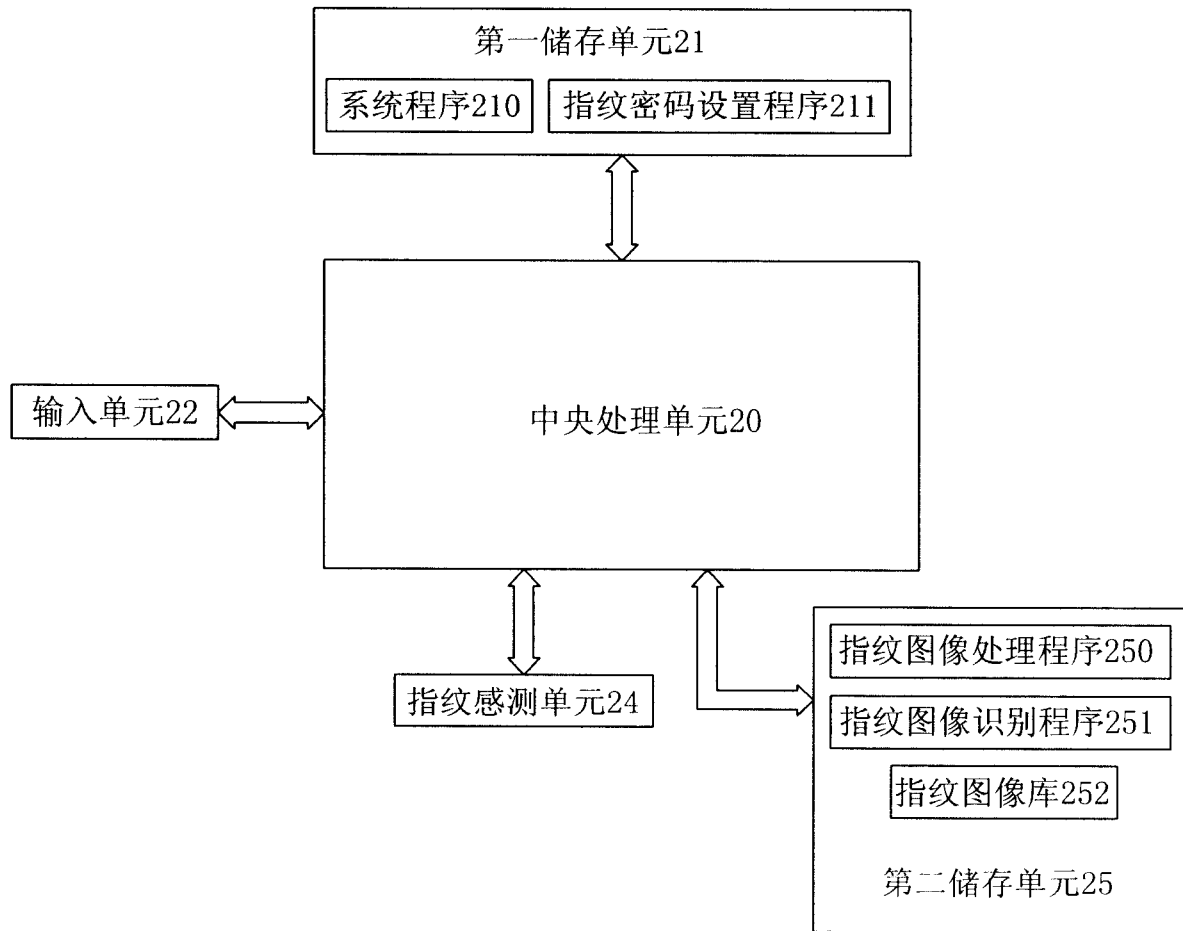 第一储存单元21
系统程序210
指纹密码设置程序211
输入单元22
中央处理单元20
指纹感测单元24
指纹图像处理程序250
指纹图像识别程序251
指纹图像库252
第二储存单元25